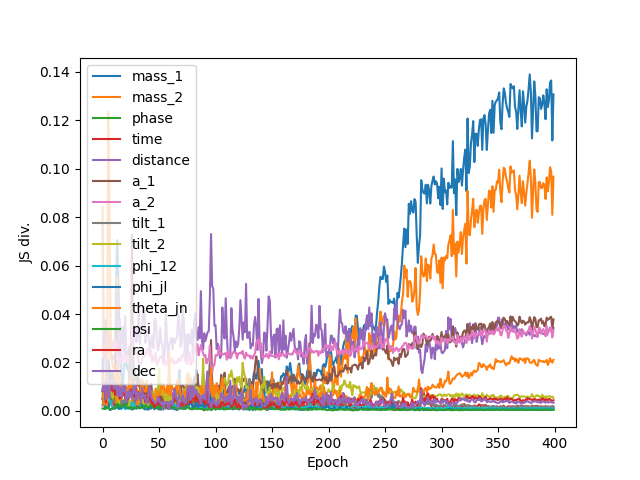 0.14
0.12
0.10
0.08
0.06
0.04
0.02
0.00
JS div.
mass_1
mass_2
phase
time
distance
a_1
a_2
tilt_1
tilt_2
phi_12
phi_jl
theta_jn
psi
ra
dec
0 50 100 150 200 250 300 350 400
Epoch